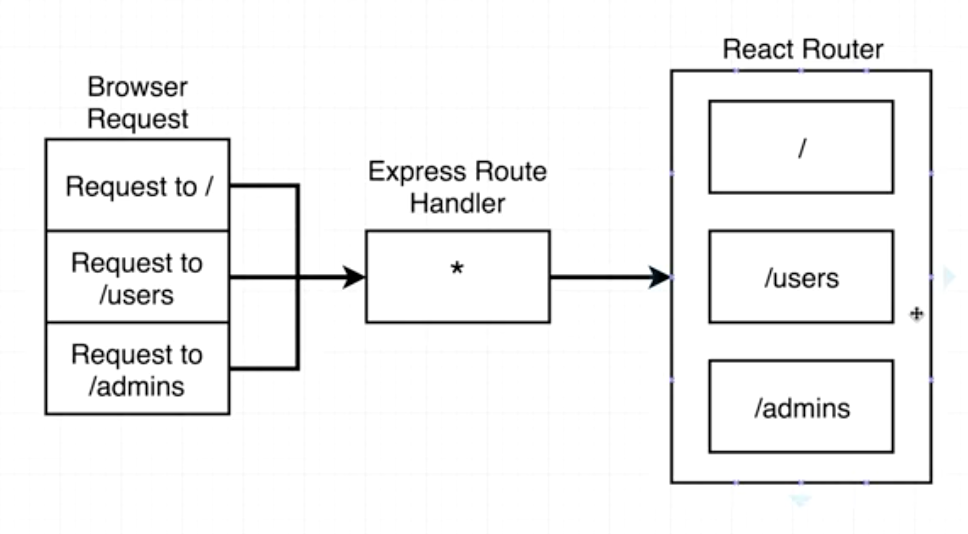 Browser
Request
Request to /
Request to
/users
Request to
/admins
Express Route
Handler
*
React Router
/
/users
/admins